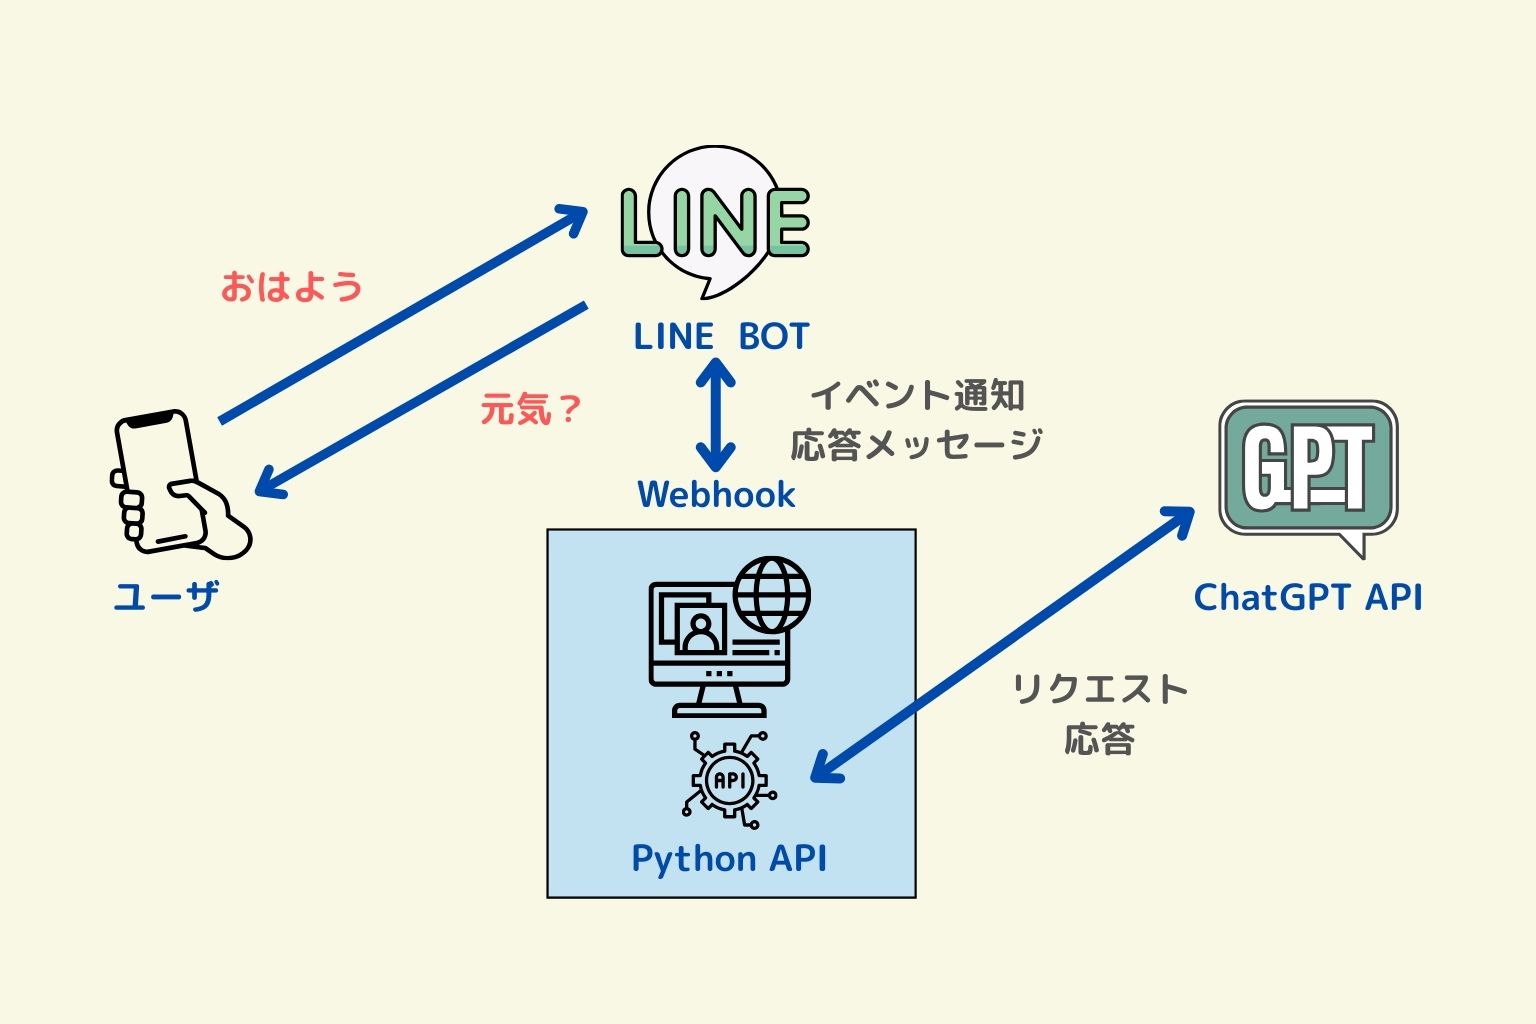 LINE
おはよう
LINE BOT
元気？
イベント通知
応答メッセージ
GPT
Webhook
ユーザ
ChatGPT API
リクエスト
応答
API
Python API